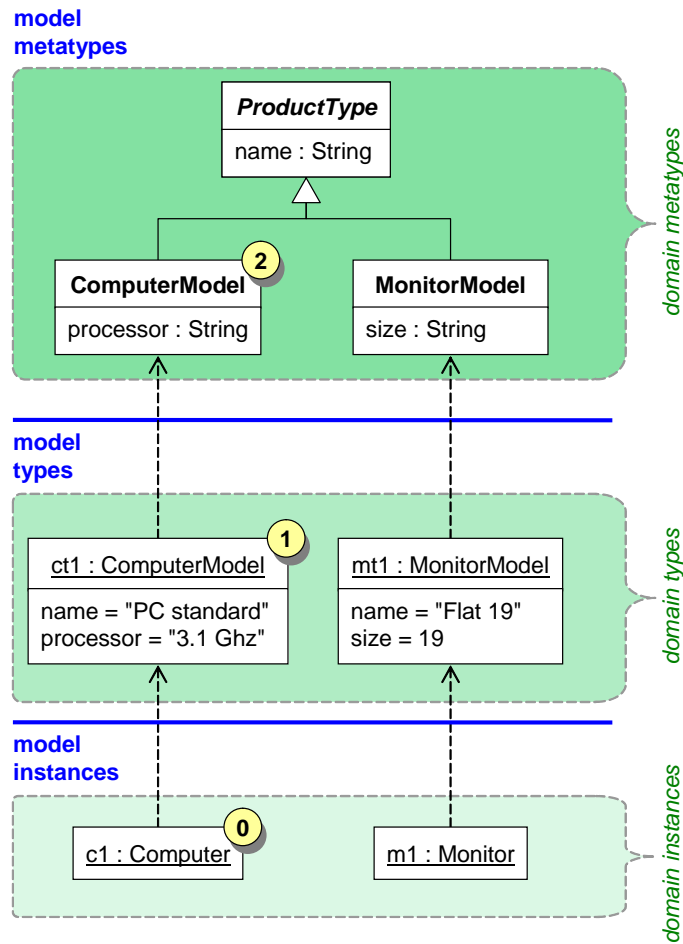 model
metatypes
ProductType
name : String
2
ComputerModel
processor : String
MonitorModel
size : String
domain metatypes
model
types
1
ct1 : ComputerModel
name = "PC standard"
processor = "3.1 Ghz"
mt1 : MonitorModel
name = "Flat 19"
size = 19
domain types
model
instances
0
c1 : Computer
m1 : Monitor
domain instances